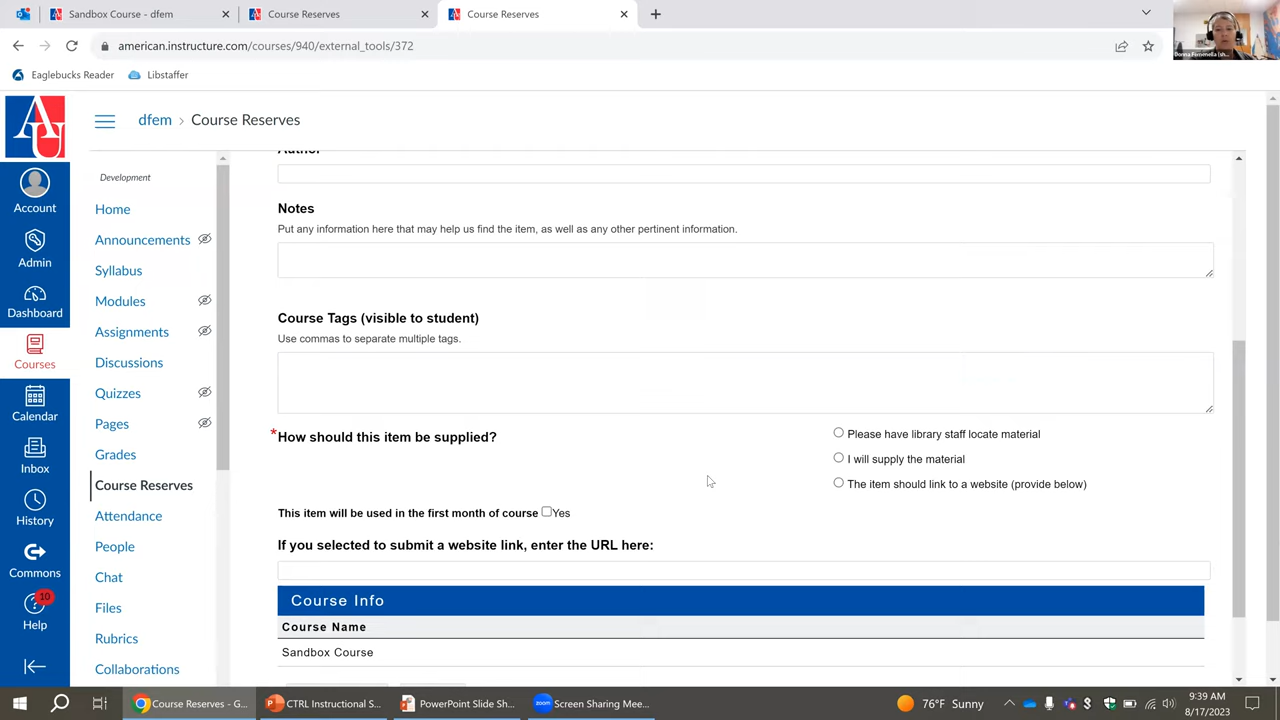 Sandbox Course - dfem
Course Reserves
Course Reserves
american.instructure.com/courses/940/external_tools/372
Eaglebucks Reader
Libstaffer
AU
dfem > Course Reserves
Account
Admin
Dashboard
Courses
Calendar
Inbox
History
Commons
10
Help
Development
Home
Announcements
Syllabus
Modules
Assignments
Discussions
Quizzes
Pages
Grades
Course Reserves
Attendance
People
Chat
Files
Rubrics
Collaborations
Author
Notes
Put any information here that may help us find the item, as well as any other pertinent information.
Course Tags (visible to student)
Use commas to separate multiple tags.
*How should this item be supplied?
Please have library staff locate material
I will supply the material
The item should link to a website (provide below)
This item will be used in the first month of course Yes
If you selected to submit a website link, enter the URL here:
Course Info
Course Name
Sandbox Course
Course Reserves - G...
CTRL Instructional S...
PowerPoint Slide Sh...
Screen Sharing Mee...
76°F Sunny
9:39 AM
8/17/2023